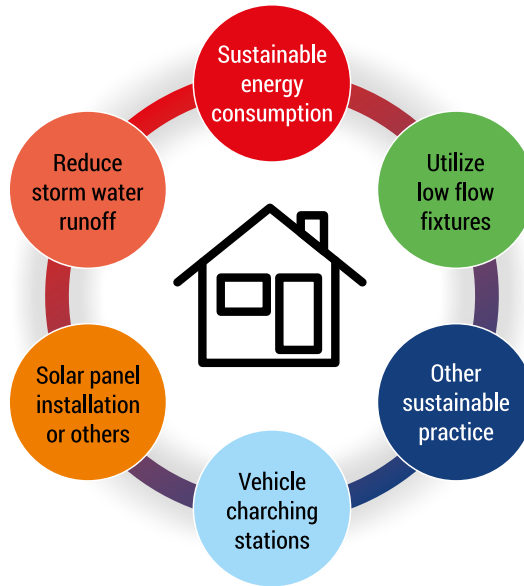 Sustainable
energy
consumption
Utilize
low flow
fixtures
Other
sustainable
practice
Vehicle
charching
stations
Solar panel
installation
or others
Reduce
storm water
runoff